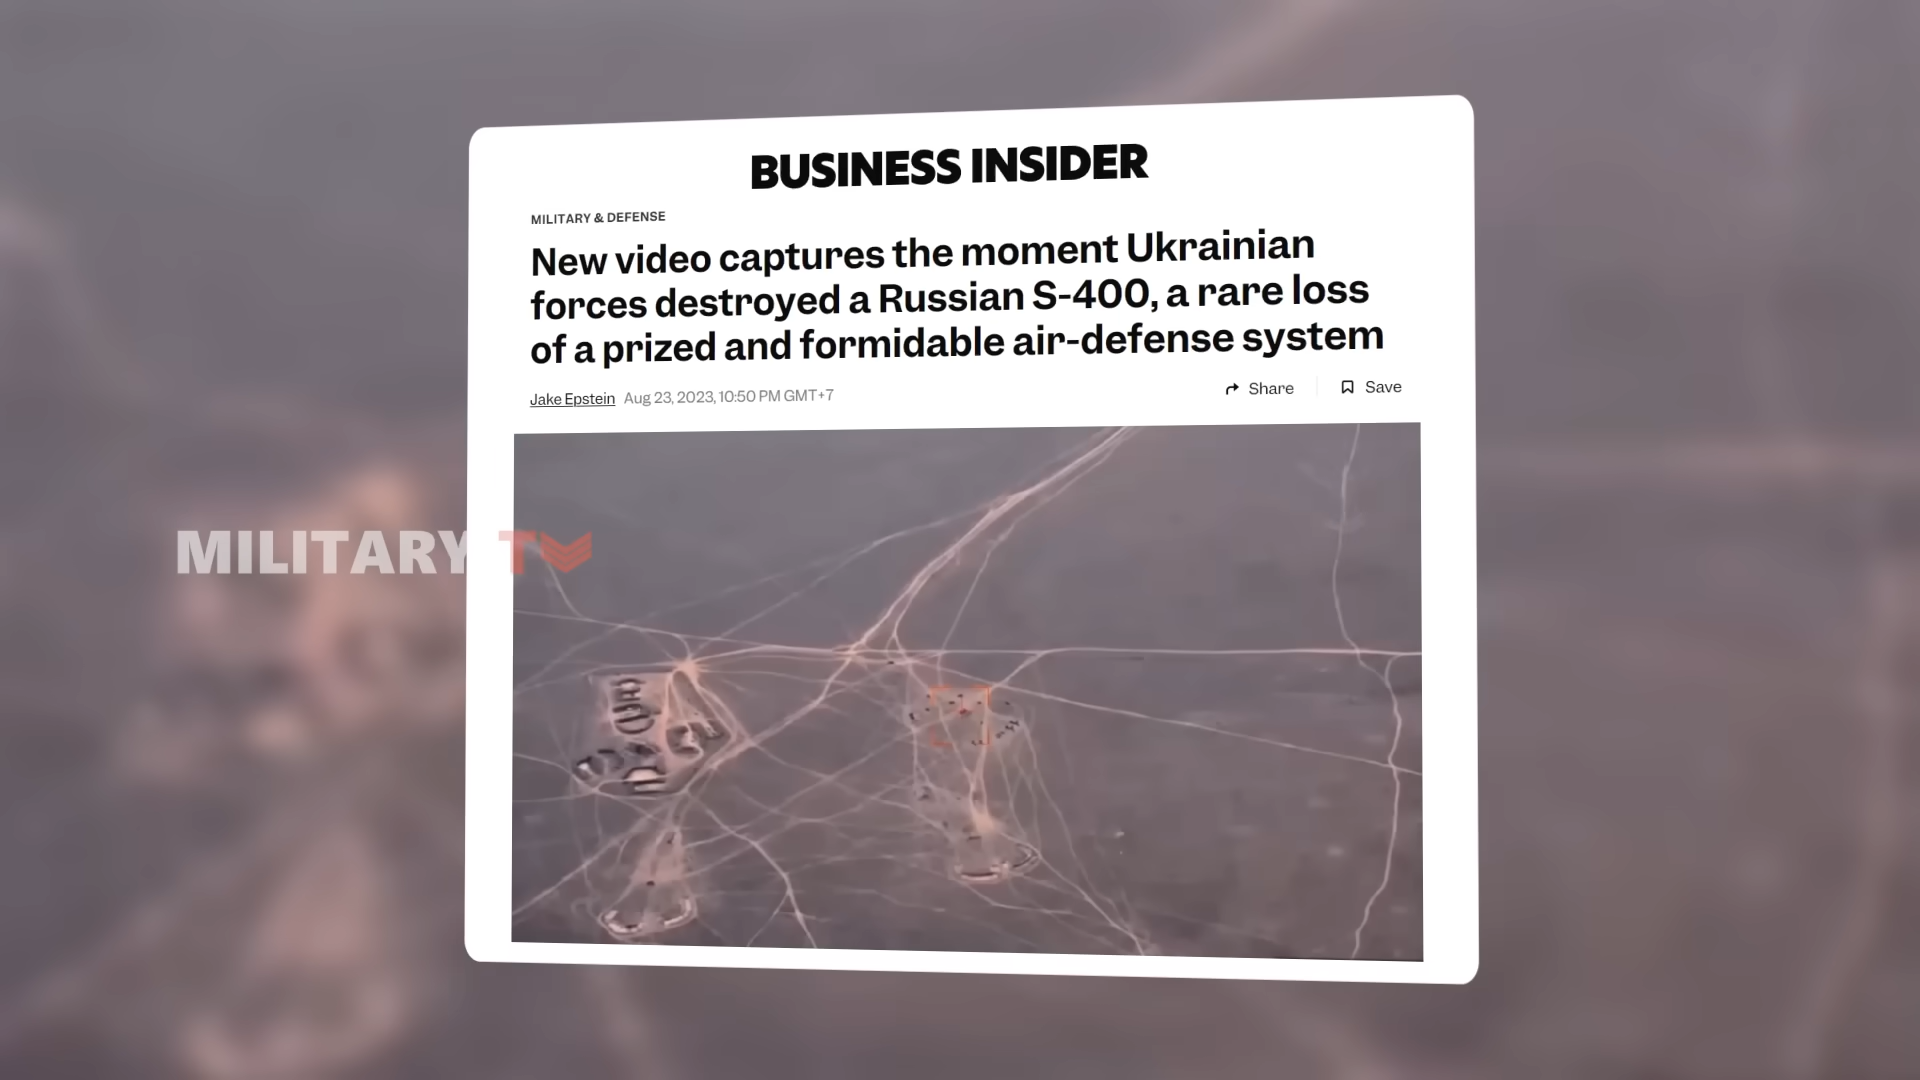 BUSINESS INSIDER
MILITARY & DEFENSE
New video captures the moment Ukrainian
forces destroyed a Russian S-400, a rare loss
of a prized and formidable air-defense system
Jake Epstein Aug 23, 2023, 10:50 PM GMT+7
Share Save
MILITARY TV